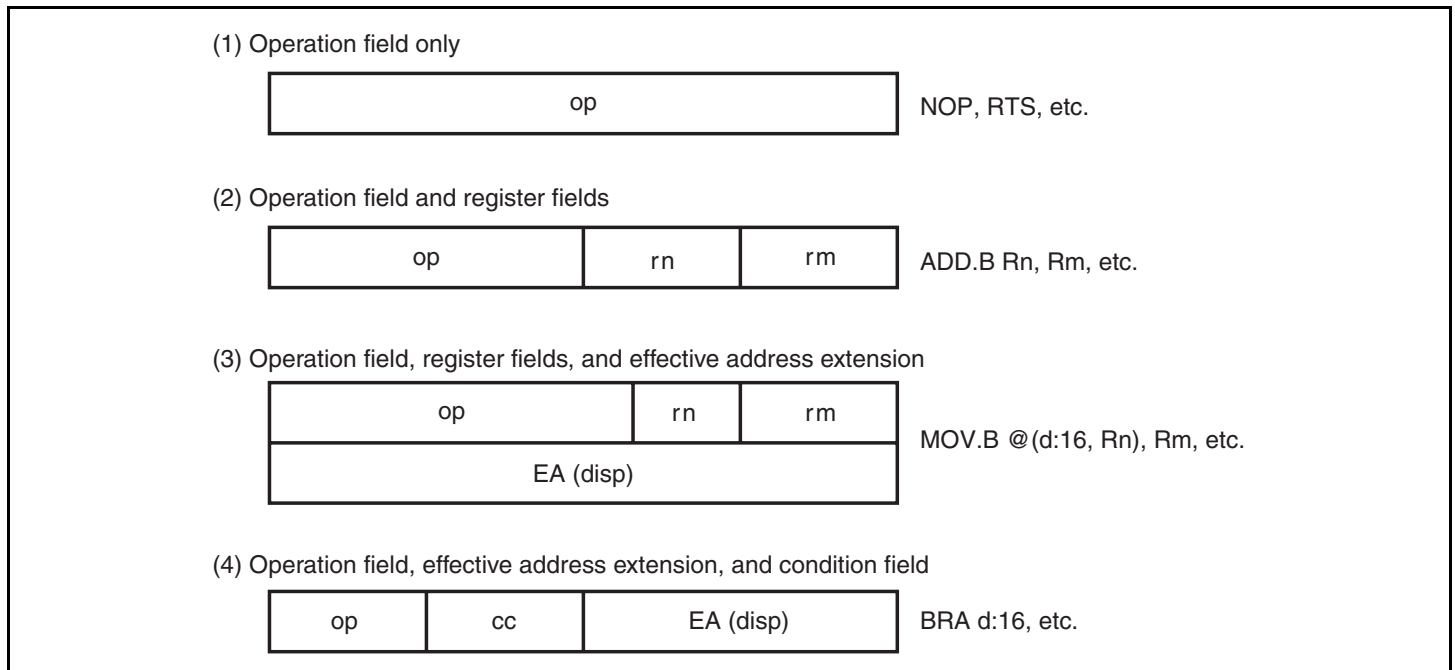 (1) Operation field only
op
NOP, RTS, etc.
(2) Operation field and register fields
op rn rm
ADD.B Rn, Rm, etc.
(3) Operation field, register fields, and effective address extension
op rn rm
EA (disp)
MOV.B @(d:16, Rn), Rm, etc.
(4) Operation field, effective address extension, and condition field
op cc EA (disp)
BRA d:16, etc.